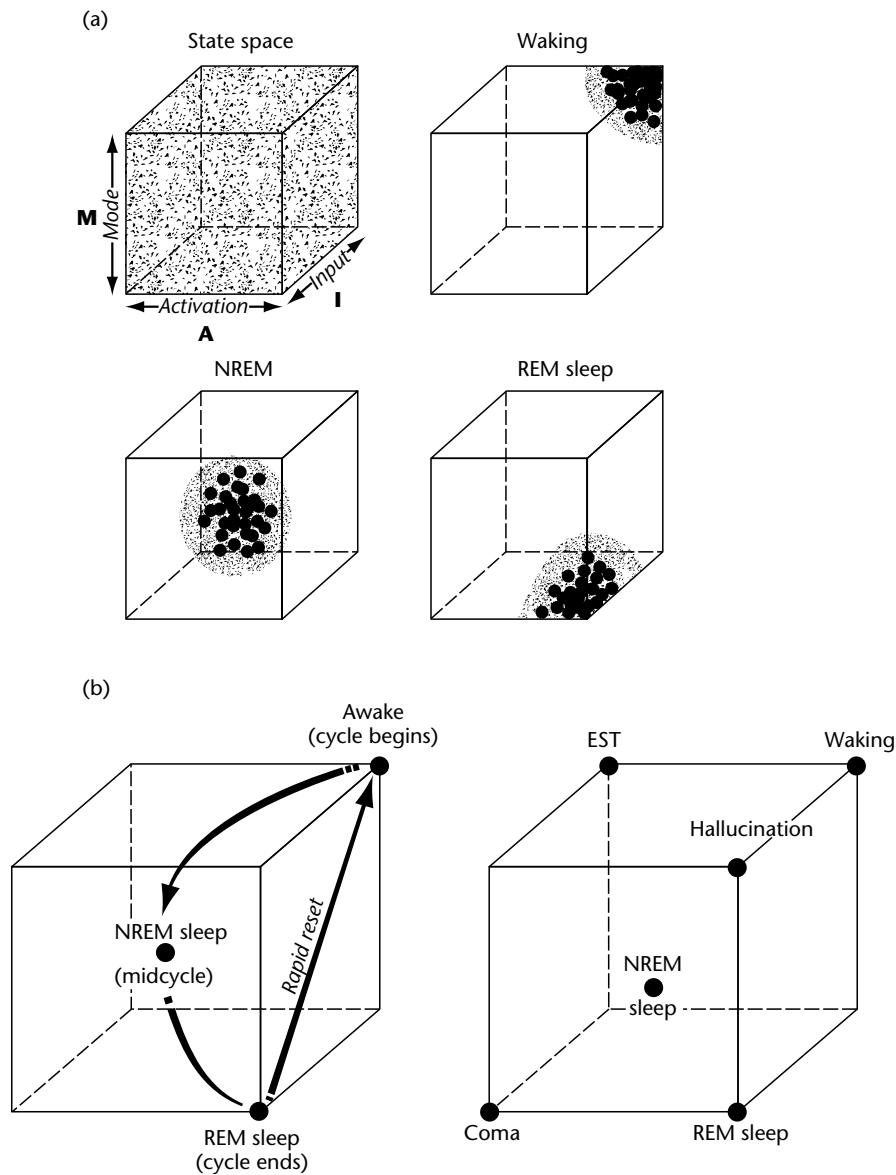 (a)
State space
Waking
M
Mode
Input
I
Activation
A
NREM
REM sleep
(b)
Awake
(cycle begins)
Rapid reset
NREM sleep
(midcycle)
REM sleep
(cycle ends)
EST
Waking
Hallucination
NREM
sleep
Coma
REM sleep